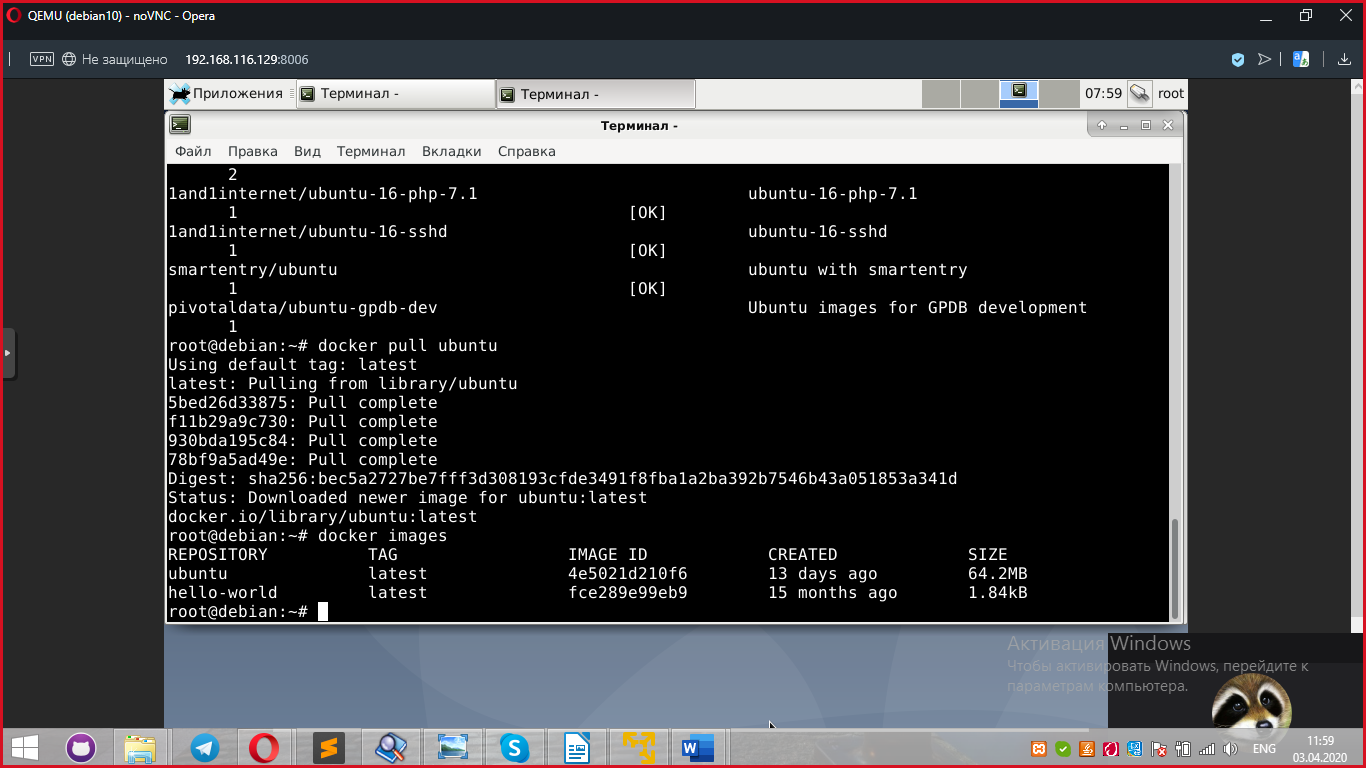 QEMU (debian10) - noVNC - Opera
VPN Не защищено 192.168.116.129:8006
Приложения Терминал - Терминал - 07:59 root
Терминал -
Файл Правка Вид Терминал Вкладки Справка
2
1and1internet/ubuntu-16-php-7.1 ubuntu-16-php-7.1
1 [OK]
1and1internet/ubuntu-16-sshd ubuntu-16-sshd
1 [OK]
smartentry/ubuntu ubuntu with smartentry
1 [OK]
pivotaldata/ubuntu-gpdb-dev Ubuntu images for GPDB development
1
root@debian:~# docker pull ubuntu
Using default tag: latest
latest: Pulling from library/ubuntu
5bed26d33875: Pull complete
f11b29a9c730: Pull complete
930bda195c84: Pull complete
78bf9a5ad49e: Pull complete
Digest: sha256:bec5a2727be7fff3d308193cfde3491f8fba1a2ba392b7546b43a051853a341d
Status: Downloaded newer image for ubuntu:latest
docker.io/library/ubuntu:latest
root@debian:~# docker images
REPOSITORY TAG IMAGE ID CREATED SIZE
ubuntu latest 4e5021d210f6 13 days ago 64.2MB
hello-world latest fce289e99eb9 15 months ago 1.84kB
root@debian:~#
Активация Windows
Чтобы активировать Windows, перейдите к
параметрам компьютера.
ENG 11:59
03.04.2020